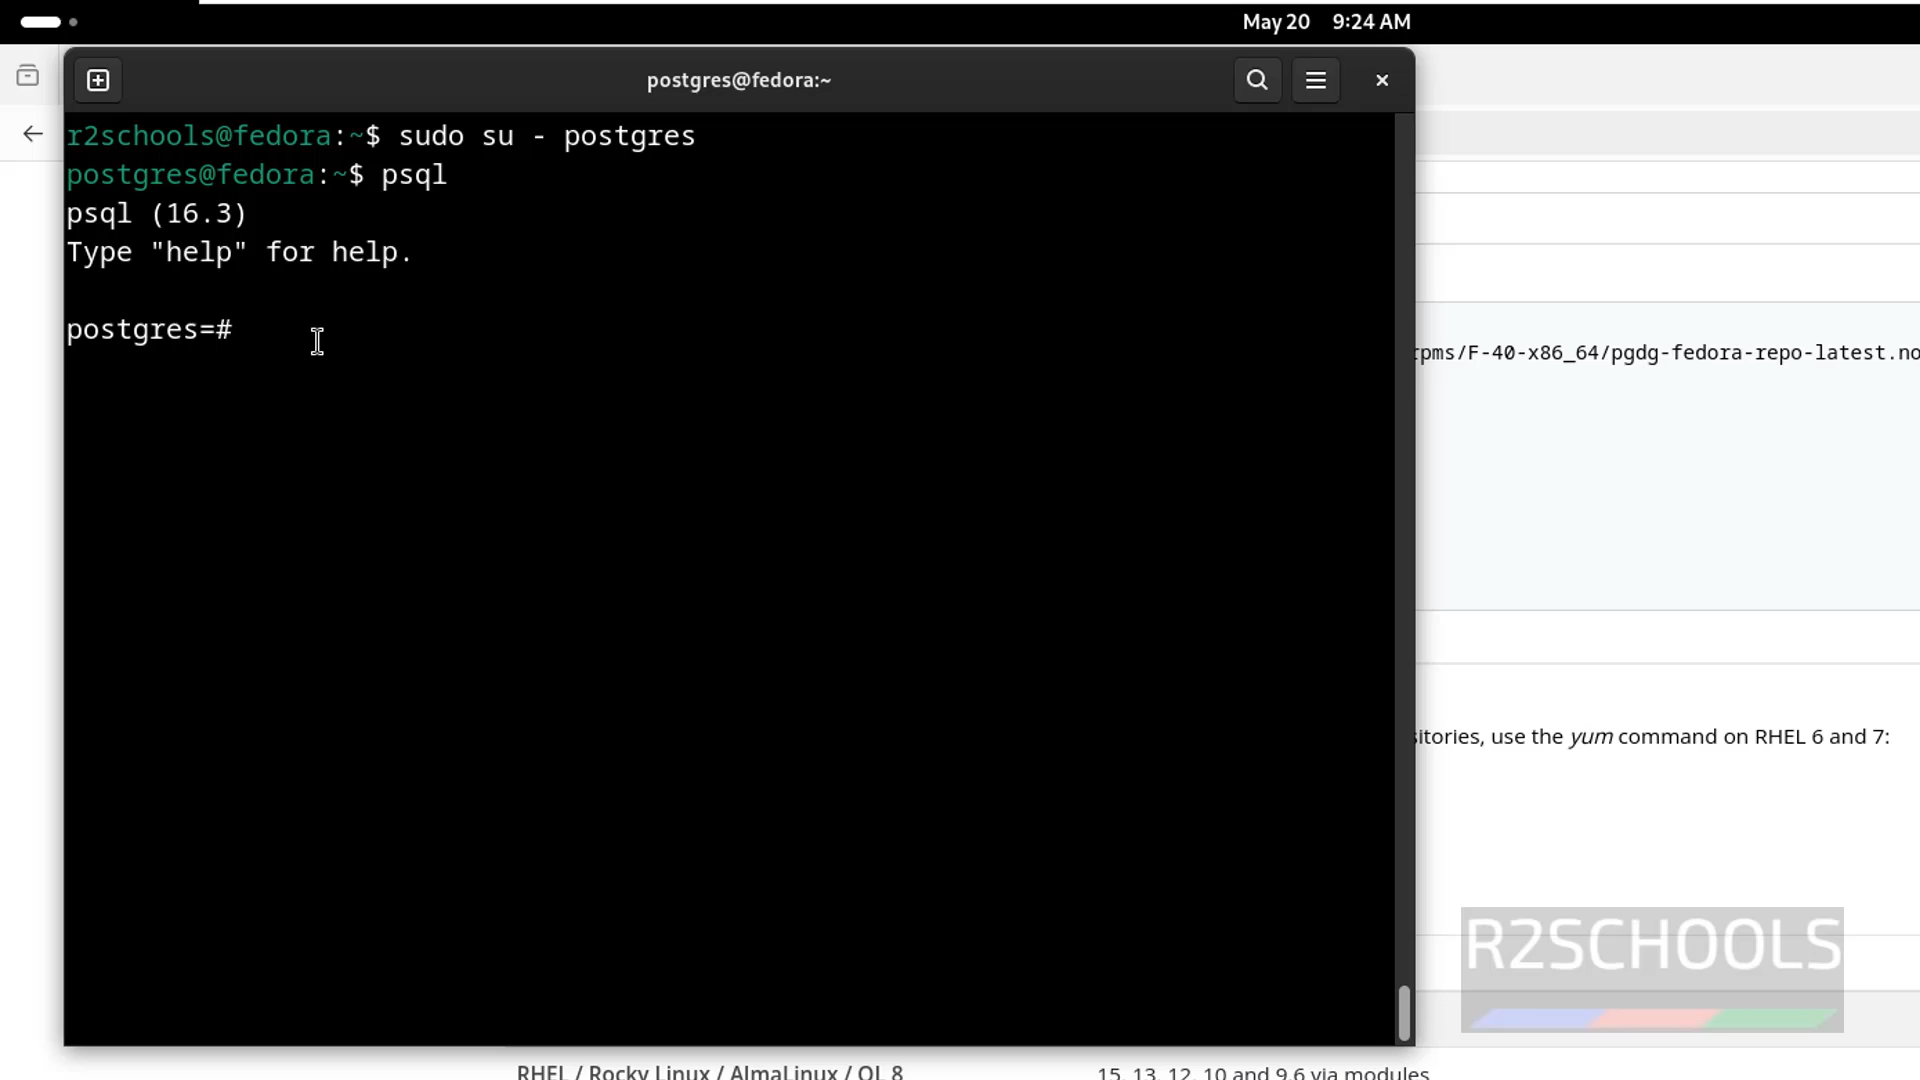 May 20 9:24 AM
postgres@fedora:~
r2schools@fedora:~$ sudo su - postgres
postgres@fedora:~$ psql
psql (16.3)
Type "help" for help.
postgres=#
rpms/F-40-x86_64/pgdg-fedora-repo-latest.no
sitories, use the yum command on RHEL 6 and 7:
R2SCHOOLS
RHEL / Rocky Linux / AlmaLinux / OL 8 15, 13, 12, 10 and 9.6 via modules